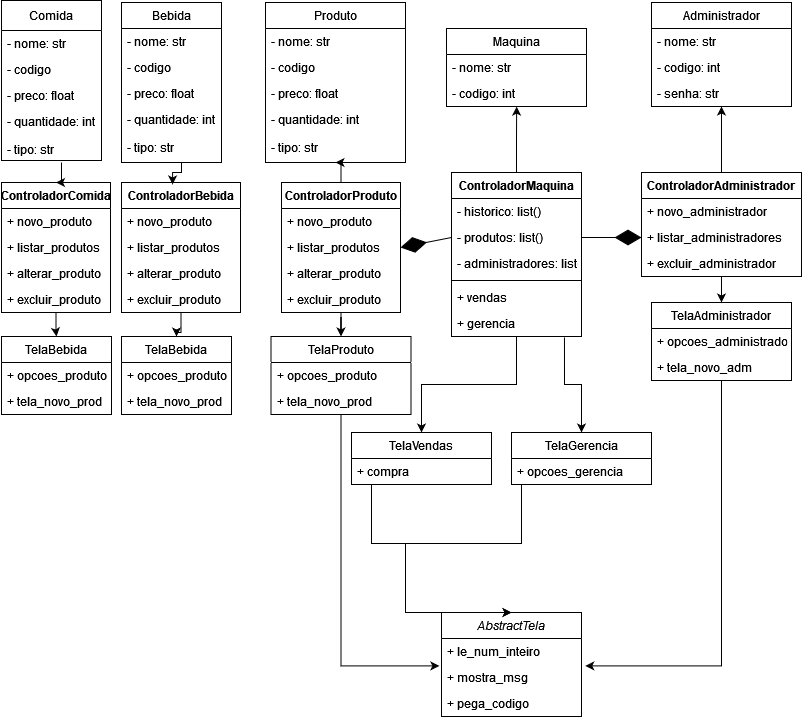 Comida
- nome: str
- codigo
- preco: float
- quantidade: int
- tipo: str
Bebida
- nome: str
- codigo
- preco: float
- quantidade: int
- tipo: str
Produto
- nome: str
- codigo
- preco: float
- quantidade: int
- tipo: str
Maquina
- nome: str
- codigo: int
Administrador
- nome: str
- codigo: int
- senha: str
ControladorComida
+ novo_produto
+ listar_produtos
+ alterar_produto
+ excluir_produto
ControladorBebida
+ novo_produto
+ listar_produtos
+ alterar_produto
+ excluir_produto
ControladorProduto
+ novo_produto
+ listar_produtos
+ alterar_produto
+ excluir_produto
ControladorMaquina
- historico: list()
- produtos: list()
- administradores: list
+ vendas
+ gerencia
ControladorAdministrador
+ novo_administrador
+ listar_administradores
+ excluir_administrador
TelaBebida
+ opcoes_produto
+ tela_novo_prod
TelaBebida
+ opcoes_produto
+ tela_novo_prod
TelaProduto
+ opcoes_produto
+ tela_novo_prod
TelaAdministrador
+ opcoes_administrado
+ tela_novo_adm
TelaVendas
+ compra
TelaGerencia
+ opcoes_gerencia
AbstractTela
+ le_num_inteiro
+ mostra_msg
+ pega_codigo